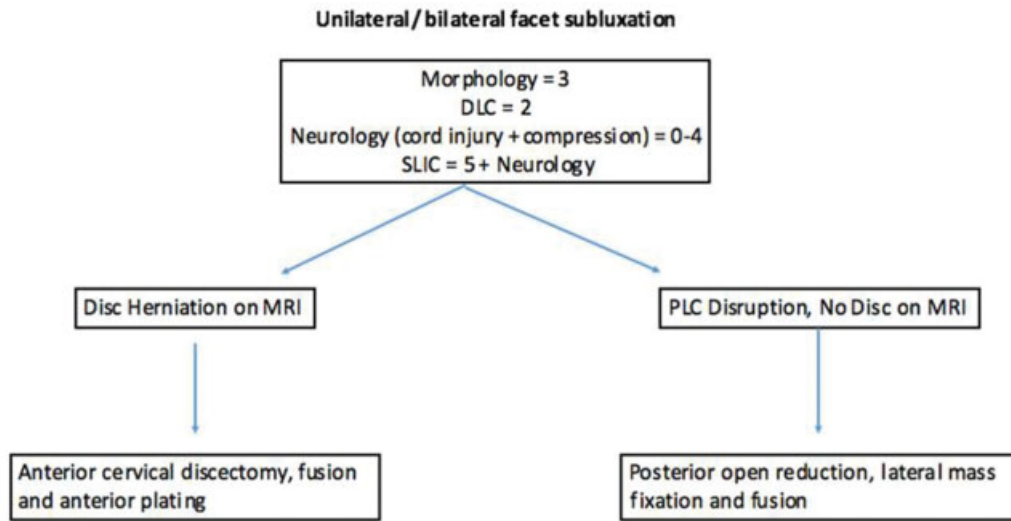 Unilateral/ bilateral facet subluxation
Morphology = 3
DLC = 2
Neurology (cord injury + compression) = 0-4
SLIC = 5 + Neurology
Disc Herniation on MRI
PLC Disruption, No Disc on MRI
Anterior cervical discectomy, fusion
and anterior plating
Posterior open reduction, lateral mass
fixation and fusion